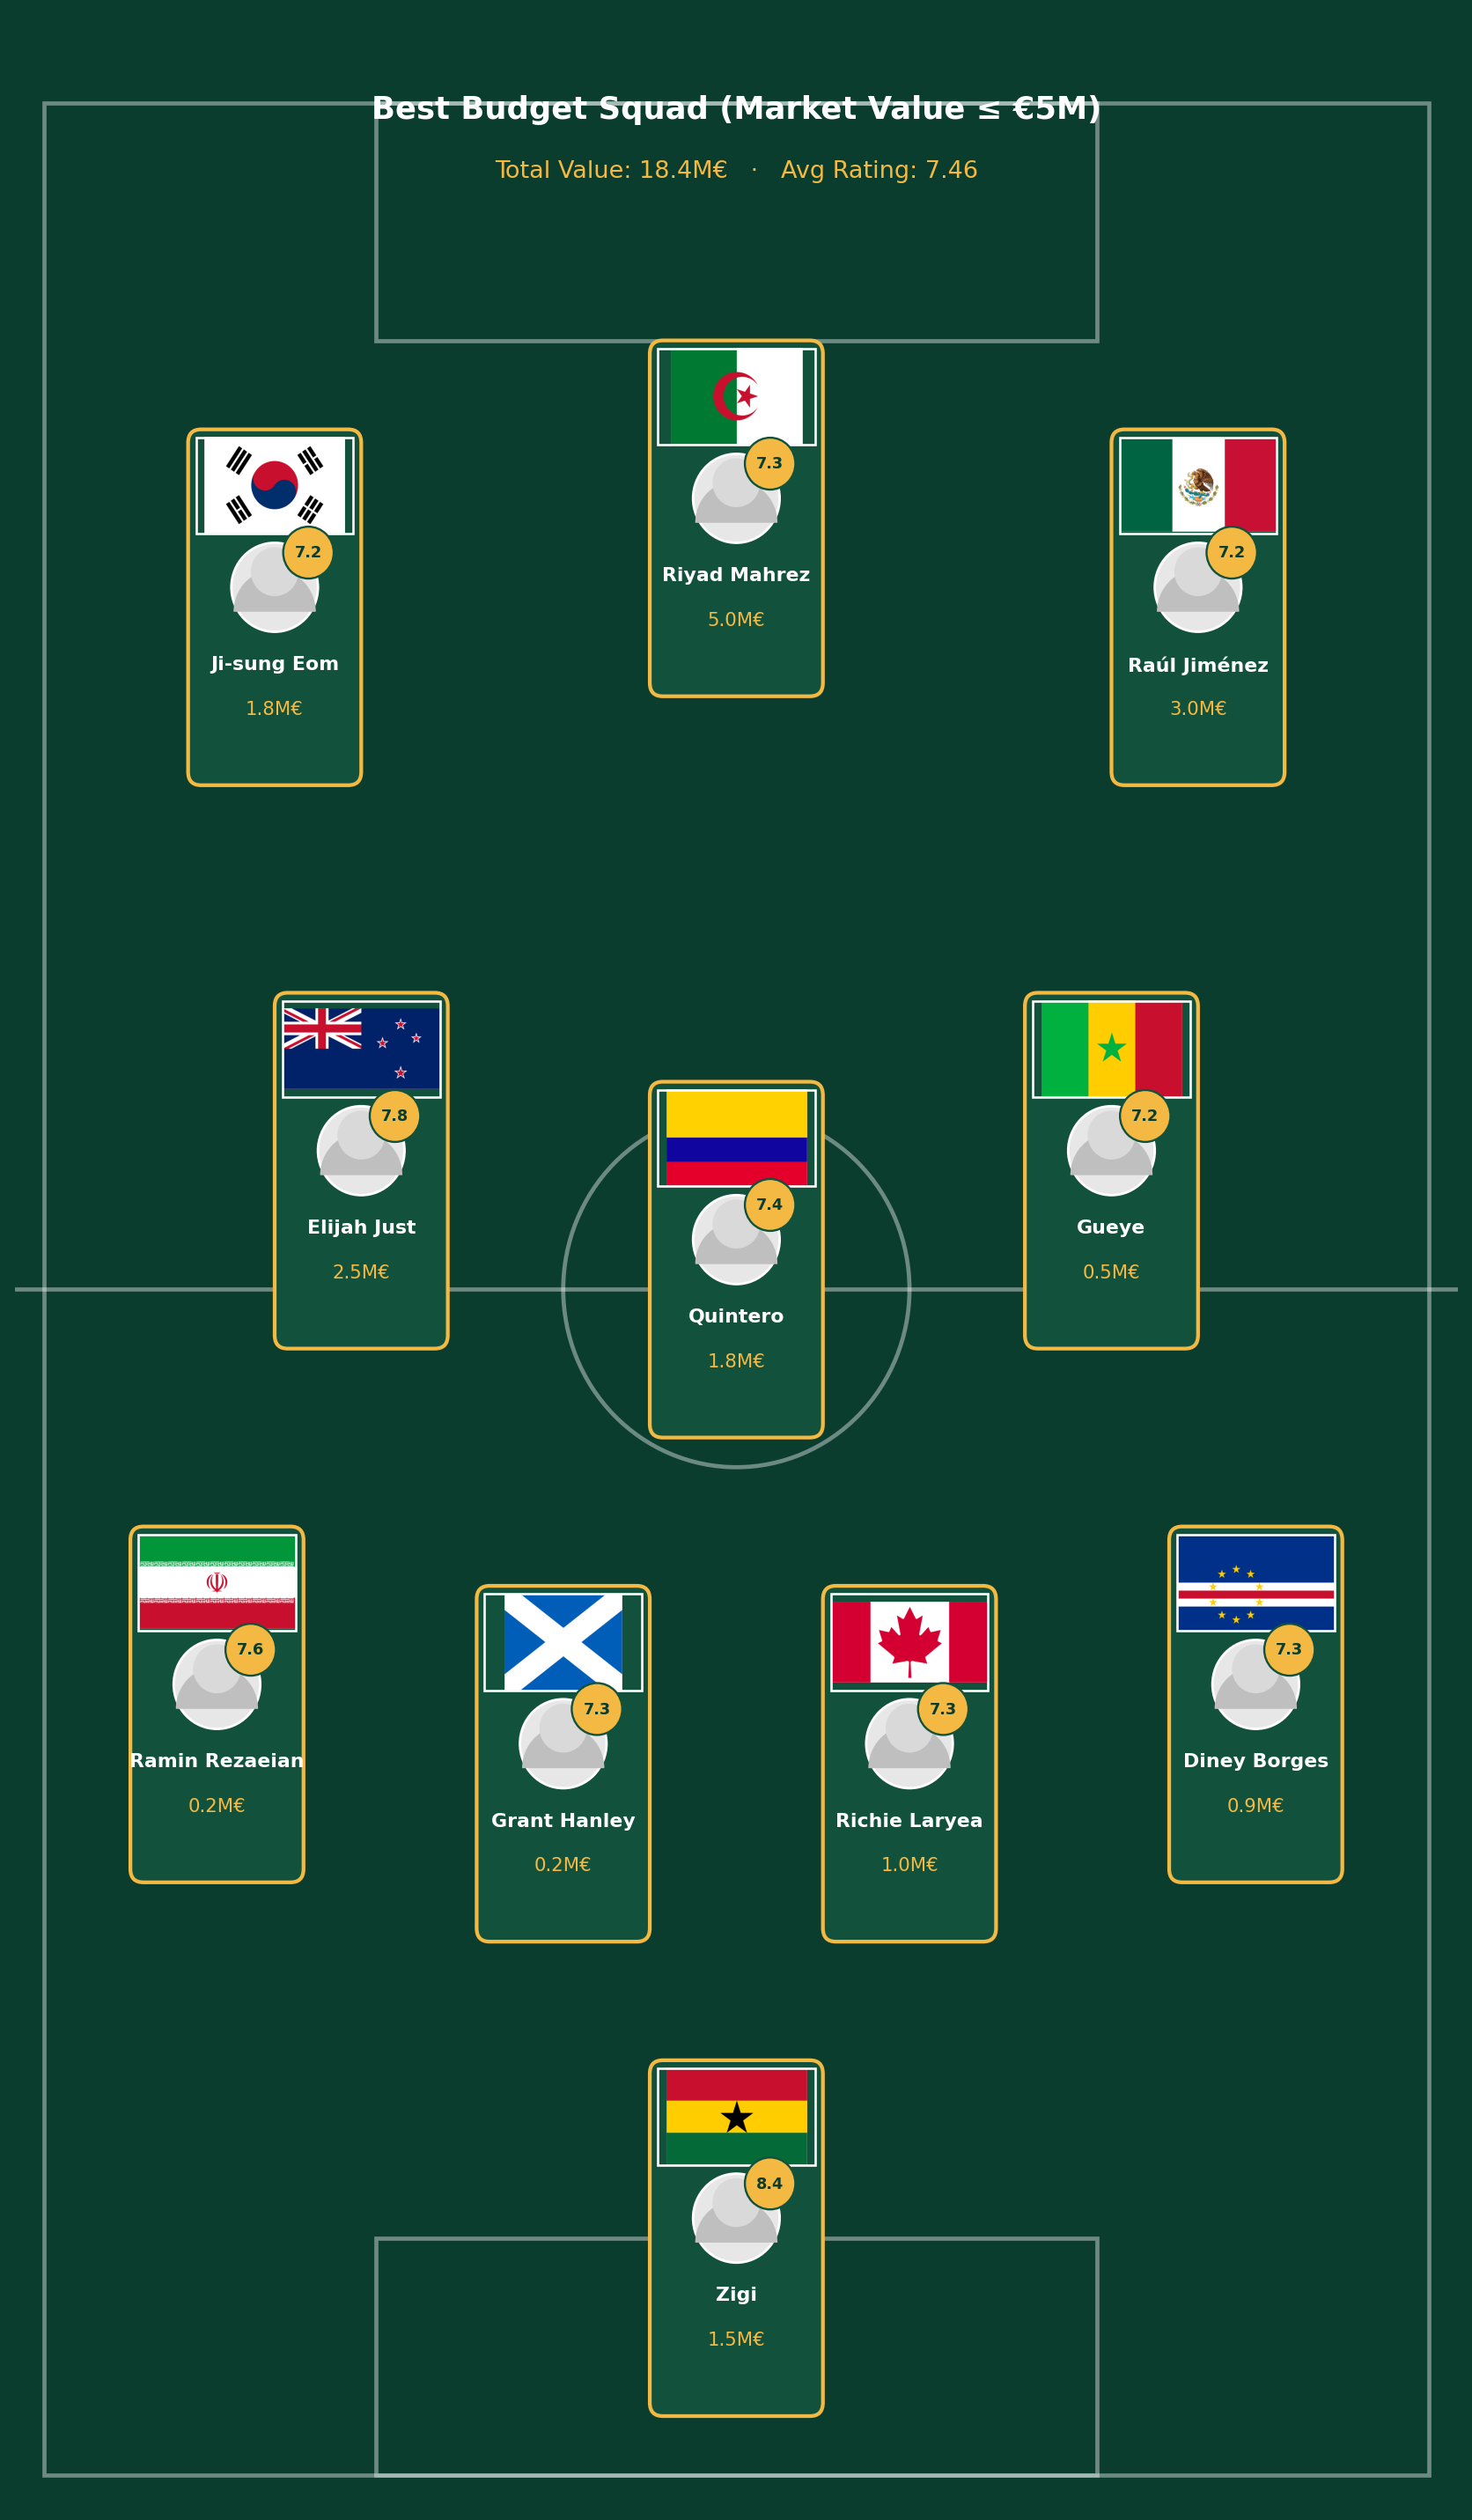 Best Budget Squad (Market Value ≤ €5M)
Total Value: 18.4M€ · Avg Rating: 7.46
7.3
Riyad Mahrez
5.0M€
7.2
Ji-sung Eom
1.8M€
7.2
Raúl Jiménez
3.0M€
7.8
Elijah Just
2.5M€
7.4
Quintero
1.8M€
7.2
Gueye
0.5M€
7.6
Ramin Rezaeian
0.2M€
7.3
Grant Hanley
0.2M€
7.3
Richie Laryea
1.0M€
7.3
Diney Borges
0.9M€
8.4
Zigi
1.5M€